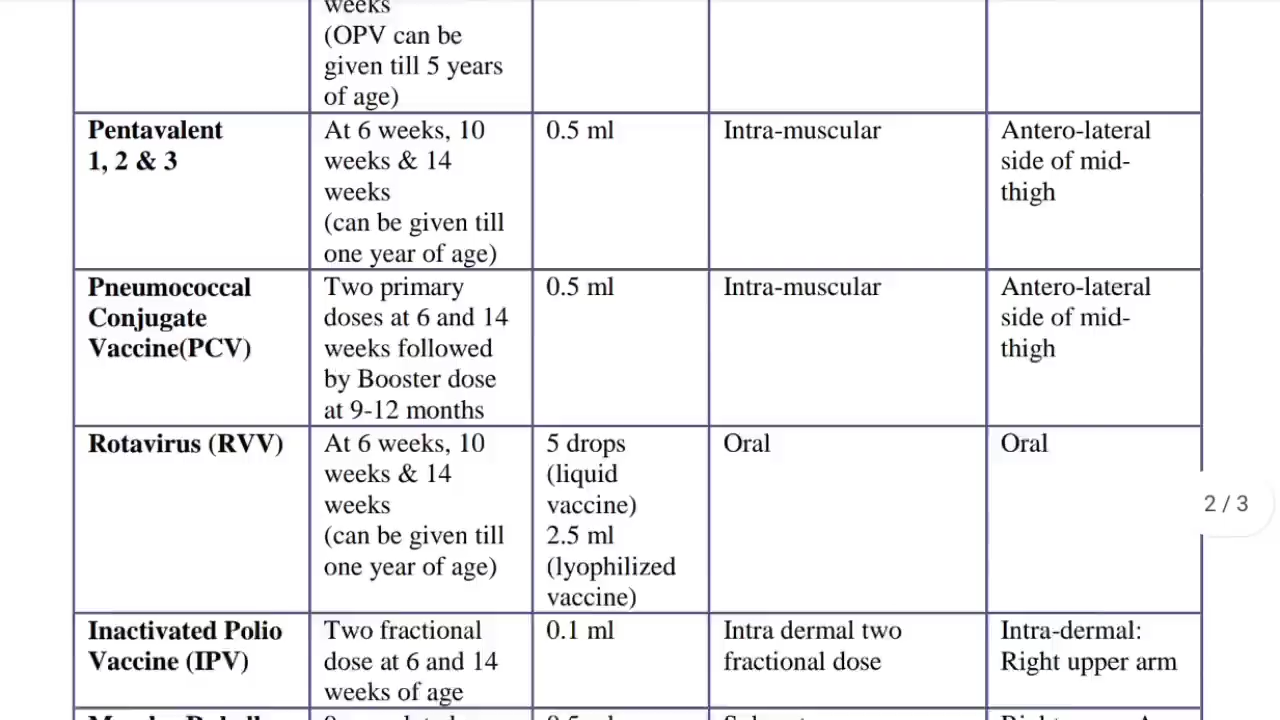 weeks
(OPV can be
given till 5 years
of age)
Pentavalent
1, 2 & 3
At 6 weeks, 10
weeks & 14
weeks
(can be given till
one year of age)
0.5 ml
Intra-muscular
Antero-lateral
side of mid-
thigh
Pneumococcal
Conjugate
Vaccine(PCV)
Two primary
doses at 6 and 14
weeks followed
by Booster dose
at 9-12 months
0.5 ml
Intra-muscular
Antero-lateral
side of mid-
thigh
Rotavirus (RVV)
At 6 weeks, 10
weeks & 14
weeks
(can be given till
one year of age)
5 drops
(liquid
vaccine)
2.5 ml
(lyophilized
vaccine)
Oral
Oral
2 / 3
Inactivated Polio
Vaccine (IPV)
Two fractional
dose at 6 and 14
weeks of age
0.1 ml
Intra dermal two
fractional dose
Intra-dermal:
Right upper arm